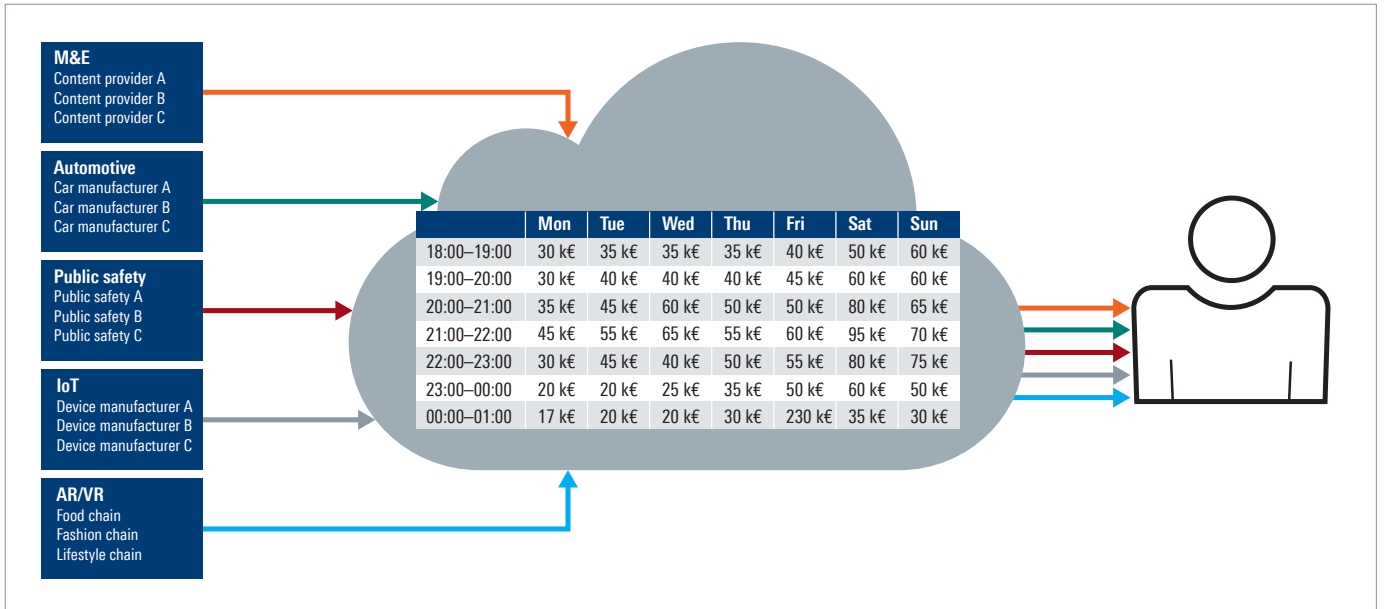 M&E
Content provider A
Content provider B
Content provider C
Automotive
Car manufacturer A
Car manufacturer B
Car manufacturer C
Public safety
Public safety A
Public safety B
Public safety C
IoT
Device manufacturer A
Device manufacturer B
Device manufacturer C
AR/VR
Food chain
Fashion chain
Lifestyle chain
Mon Tue Wed Thu Fri Sat Sun
18:00–19:00 30 k€ 35 k€ 35 k€ 35 k€ 40 k€ 50 k€ 60 k€
19:00–20:00 30 k€ 40 k€ 40 k€ 40 k€ 45 k€ 60 k€ 60 k€
20:00–21:00 35 k€ 45 k€ 60 k€ 50 k€ 50 k€ 80 k€ 65 k€
21:00–22:00 45 k€ 55 k€ 65 k€ 55 k€ 60 k€ 95 k€ 70 k€
22:00–23:00 30 k€ 45 k€ 40 k€ 50 k€ 55 k€ 80 k€ 75 k€
23:00–00:00 20 k€ 20 k€ 25 k€ 35 k€ 50 k€ 60 k€ 50 k€
00:00–01:00 17 k€ 20 k€ 20 k€ 30 k€ 230 k€ 35 k€ 30 k€